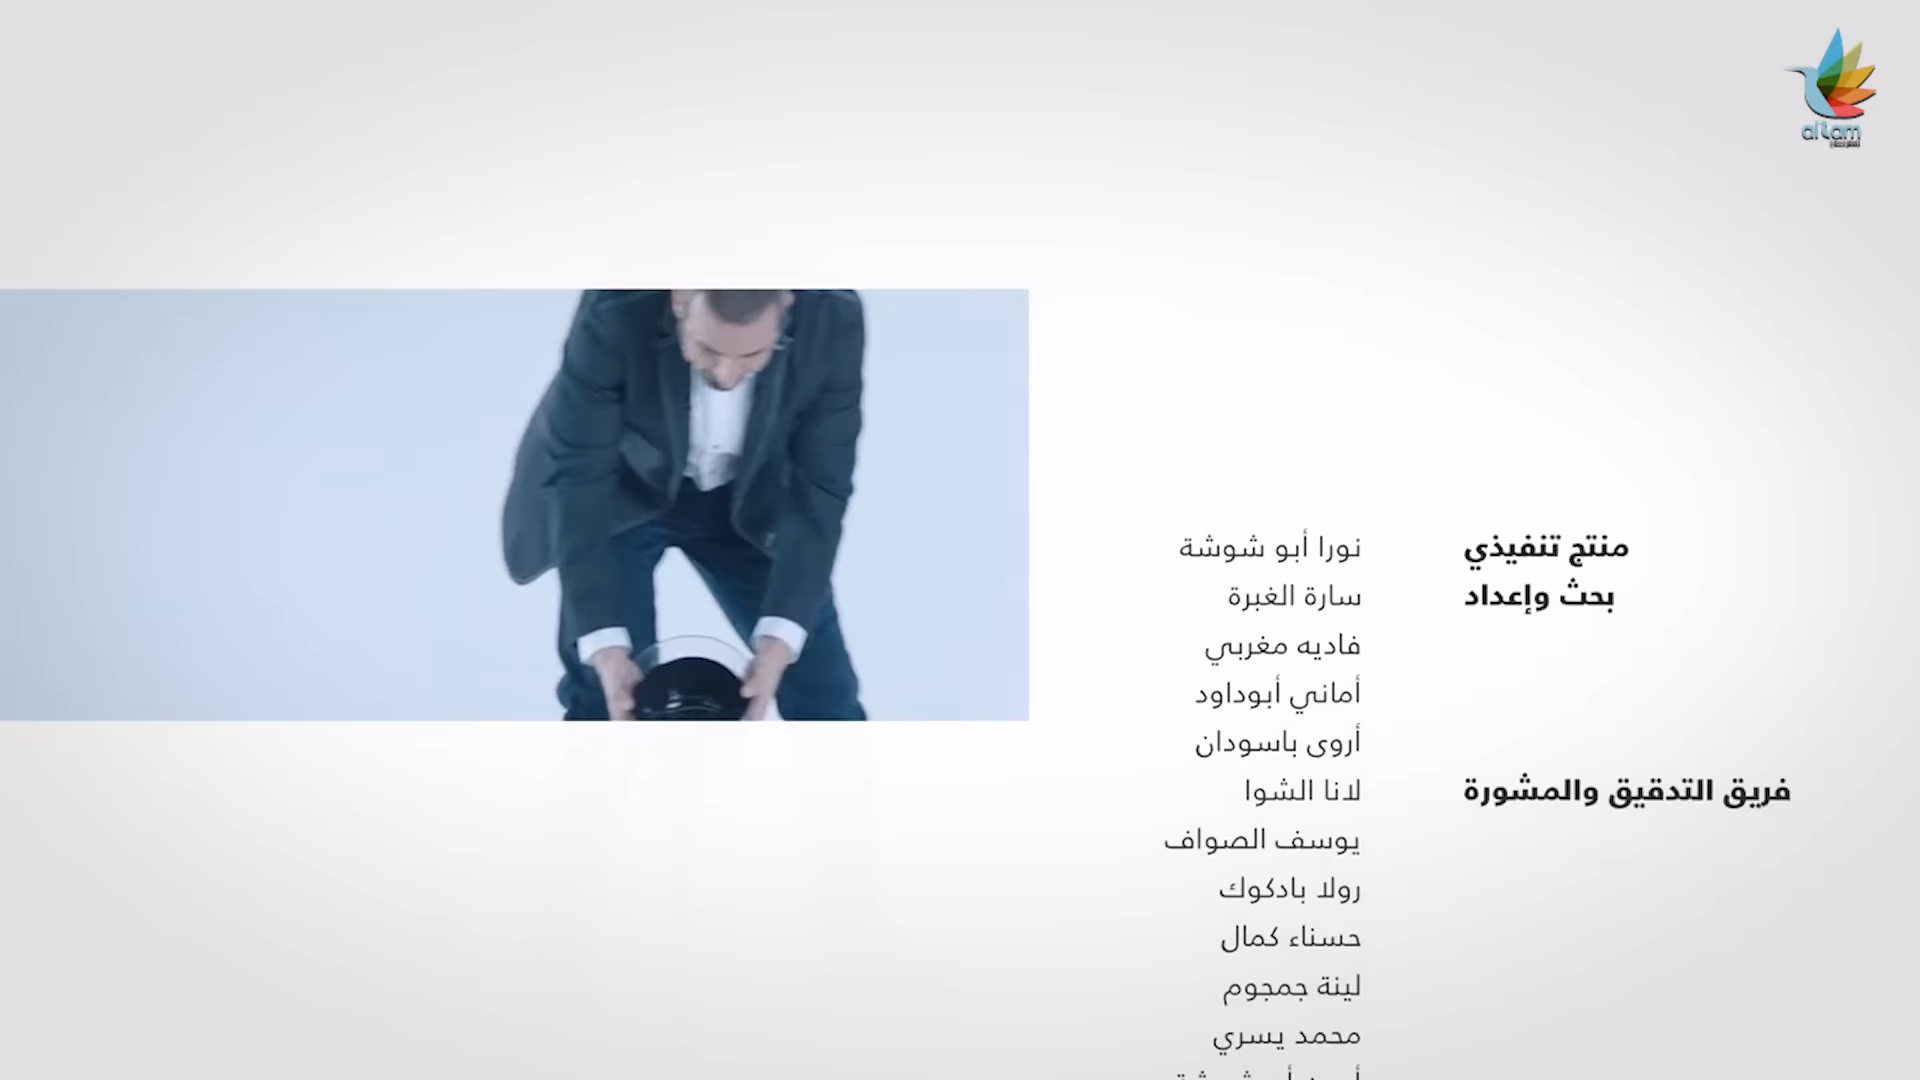 منتج تنفيذي نورا أبو شوشة
بحث وإعداد سارة الغبرة
فاديه مغربي
أماني أبوداود
أروى باسودان
فريق التدقيق والمشورة لانا الشوا
يوسف الصواف
رولا بادكوك
حسناء كمال
لينة جمجوم
محمد يسري